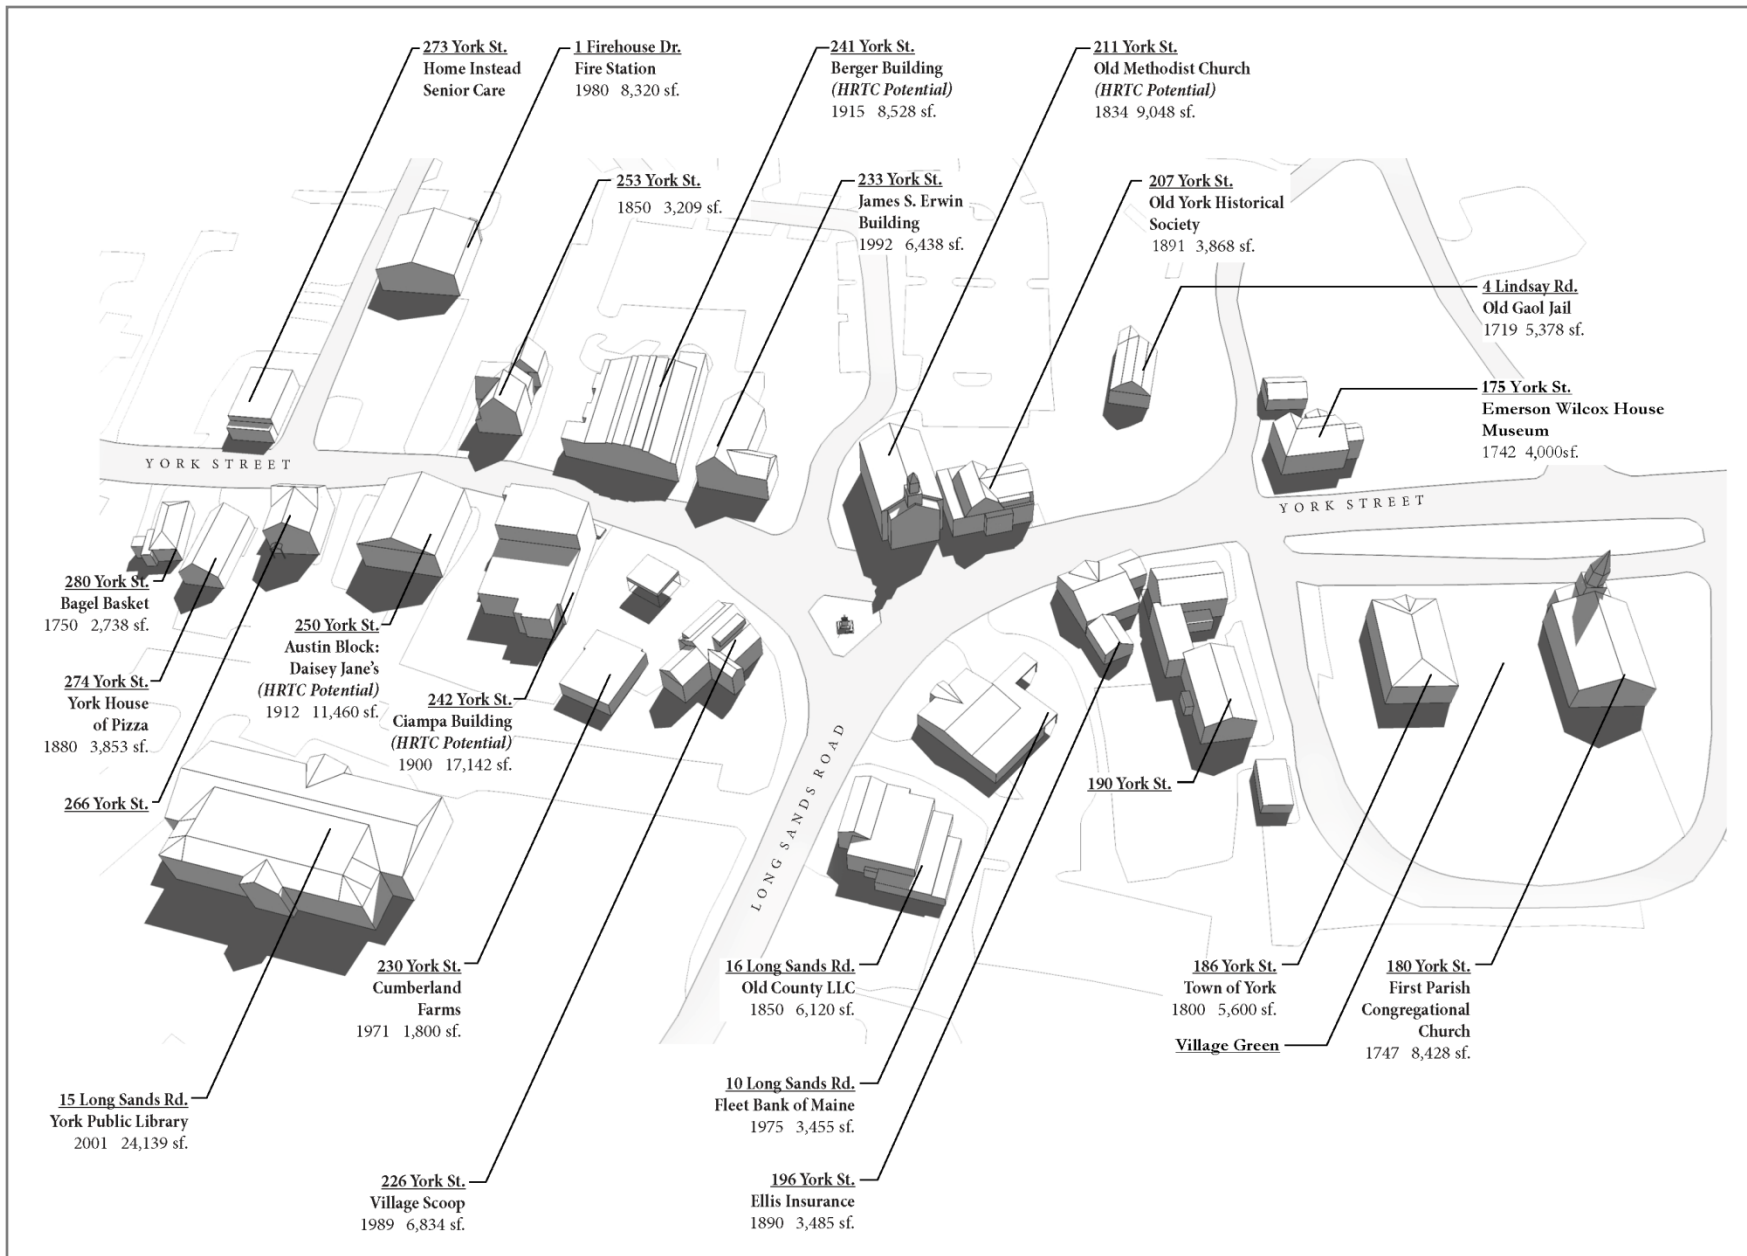 273 York St.
Home Instead
Senior Care
1 Firehouse Dr.
Fire Station
1980 8,320 sf.
241 York St.
Berger Building
(HRTC Potential)
1915 8,528 sf.
211 York St.
Old Methodist Church
(HRTC Potential)
1834 9,048 sf.
253 York St.
1850 3,209 sf.
233 York St.
James S. Erwin
Building
1992 6,438 sf.
207 York St.
Old York Historical
Society
1891 3,868 sf.
4 Lindsay Rd.
Old Gaol Jail
1719 5,378 sf.
175 York St.
Emerson Wilcox House
Museum
1742 4,000sf.
YORK STREET
YORK STREET
280 York St.
Bagel Basket
1750 2,738 sf.
250 York St.
Austin Block:
Daisey Jane's
(HRTC Potential)
1912 11,460 sf.
274 York St.
York House
of Pizza
1880 3,853 sf.
242 York St.
Ciampa Building
(HRTC Potential)
1900 17,142 sf.
266 York St.
LONG SANDS ROAD
190 York St.
230 York St.
Cumberland
Farms
1971 1,800 sf.
16 Long Sands Rd.
Old County LLC
1850 6,120 sf.
186 York St.
Town of York
1800 5,600 sf.
Village Green
180 York St.
First Parish
Congregational
Church
1747 8,428 sf.
15 Long Sands Rd.
York Public Library
2001 24,139 sf.
10 Long Sands Rd.
Fleet Bank of Maine
1975 3,455 sf.
226 York St.
Village Scoop
1989 6,834 sf.
196 York St.
Ellis Insurance
1890 3,485 sf.